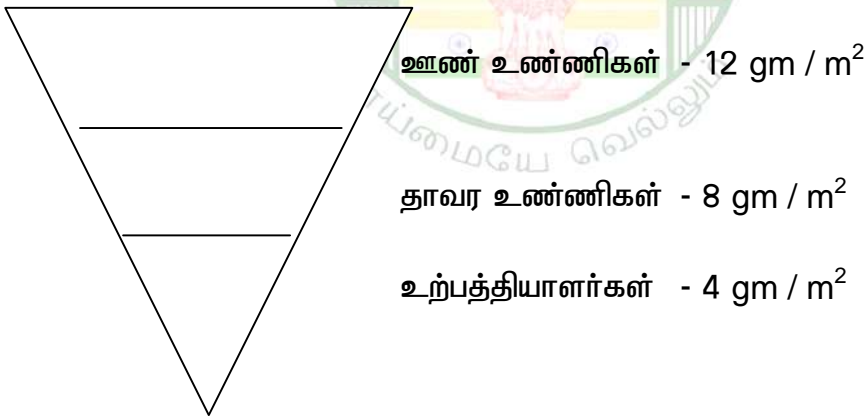 ஊண் உண்ணிகள் - 12 gm / m²
வாய்மையே வெல்லும்
தாவர உண்ணிகள் - 8 gm / m²
உற்பத்தியாளர்கள் - 4 gm / m²